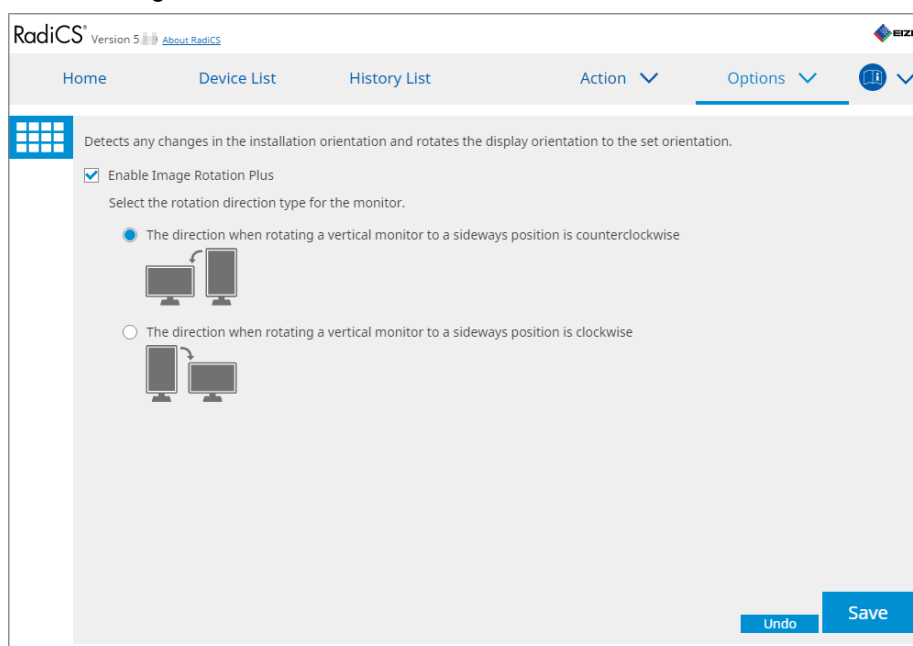 RadiCS® Version 5. About RadiCS
EIZ
Home Device List History List Action Options
Detects any changes in the installation orientation and rotates the display orientation to the set orientation.
Enable Image Rotation Plus
Select the rotation direction type for the monitor.
The direction when rotating a vertical monitor to a sideways position is counterclockwise
The direction when rotating a vertical monitor to a sideways position is clockwise
Undo
Save